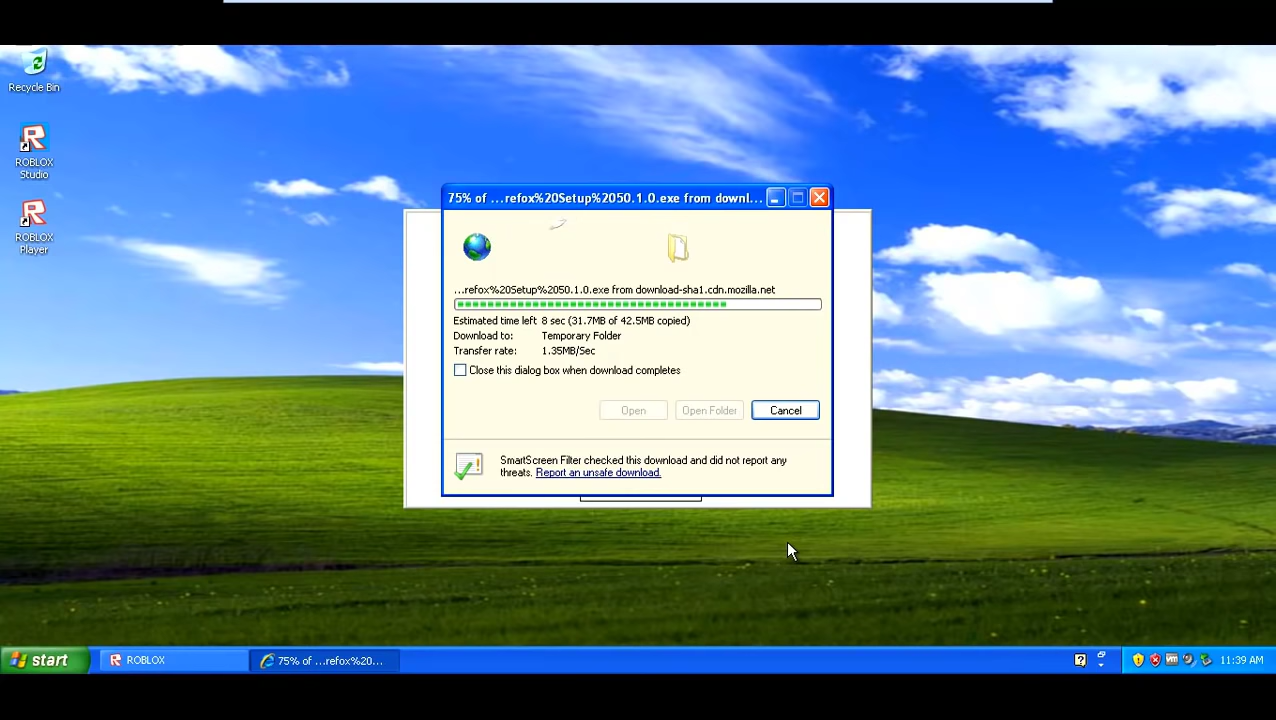 Recycle Bin
ROBLOX
Studio
ROBLOX
Player
75% of ...refox%20Setup%2050.1.0.exe from downl...
...refox%20Setup%2050.1.0.exe from download-sha1.cdn.mozilla.net
Estimated time left 8 sec (31.7MB of 42.5MB copied)
Download to: Temporary Folder
Transfer rate: 1.35MB/Sec
Close this dialog box when download completes
Open Open Folder Cancel
SmartScreen Filter checked this download and did not report any
threats. Report an unsafe download.
start ROBLOX 75% of ...refox%20... 11:39 AM